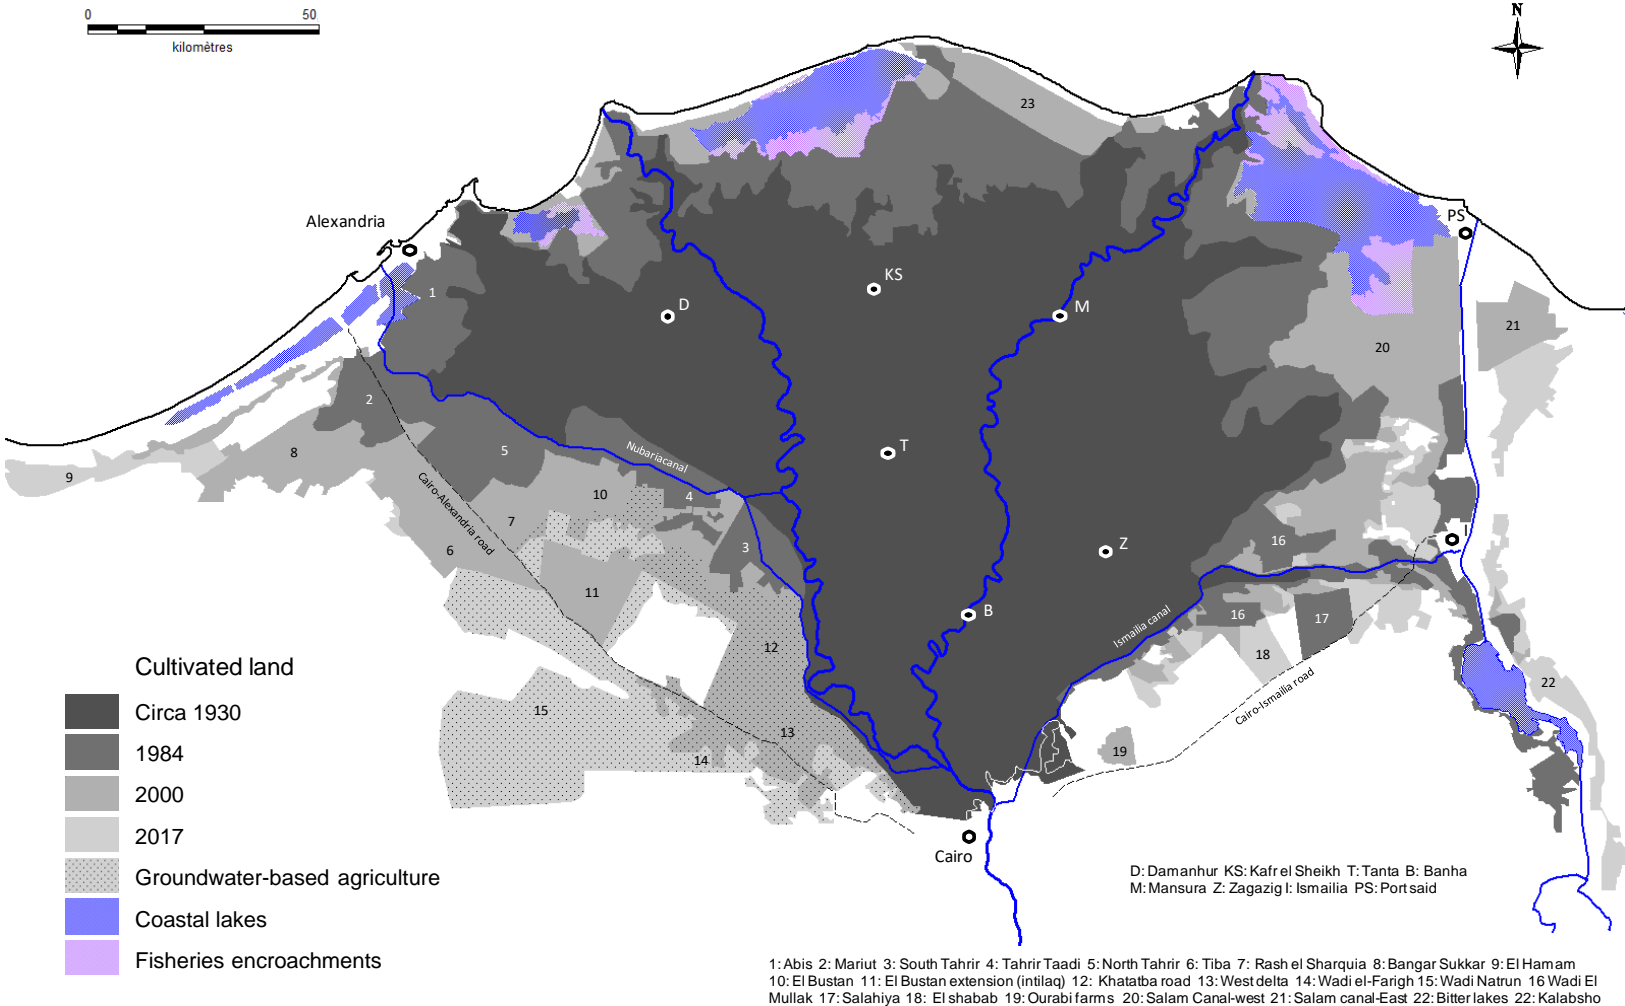 0 50
kilomètres
N
23
Alexandria
PS
1
KS
D
M
21
20
2
8
5
Nubariacanal
T
9
Cairo-Alexandria road
10
4
7
6
3
Z
16
I
11
B
Ismailia canal
16
17
12
18
Cairo-Ismailia road
22
15
13
14
19
Cairo
Cultivated land
Circa 1930
1984
2000
2017
Groundwater-based agriculture
Coastal lakes
Fisheries encroachments
D: Damanhur KS: Kafr el Sheikh T: Tanta B: Banha
M: Mansura Z: Zagazig I: Ismailia PS: Port said
1: Abis 2: Mariut 3: South Tahrir 4: Tahrir Taadi 5: North Tahrir 6: Tiba 7: Rash el Sharquia 8: Bangar Sukkar 9: El Hamam
10: El Bustan 11: El Bustan extension (intilaq) 12: Khatatba road 13: West delta 14: Wadi el-Farigh 15: Wadi Natrun 16 Wadi El
Mullak 17: Salahiya 18: El shabab 19: Ourabi farms 20: Salam Canal-west 21: Salam canal-East 22: Bitter lakes 22: Kalabsho